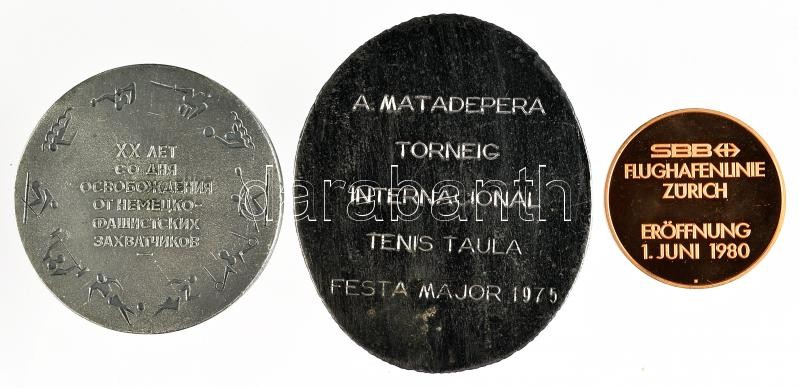 XX ЛЕТ
СО ДНЯ
ОСВОБОЖДЕНИЯ
ОТ НЕМЕЦКО-
ФАШИСТСКИХ
ЗАХВАТЧИКОВ
A. MATADEPERA
TORNEIG
INTERNACIONAL
TENIS TAULA
FESTA MAJOR 1975
SBB
FLUGHAFENLINIE
ZÜRICH
ERÖFFNUNG
1. JUNI 1980
darabanth